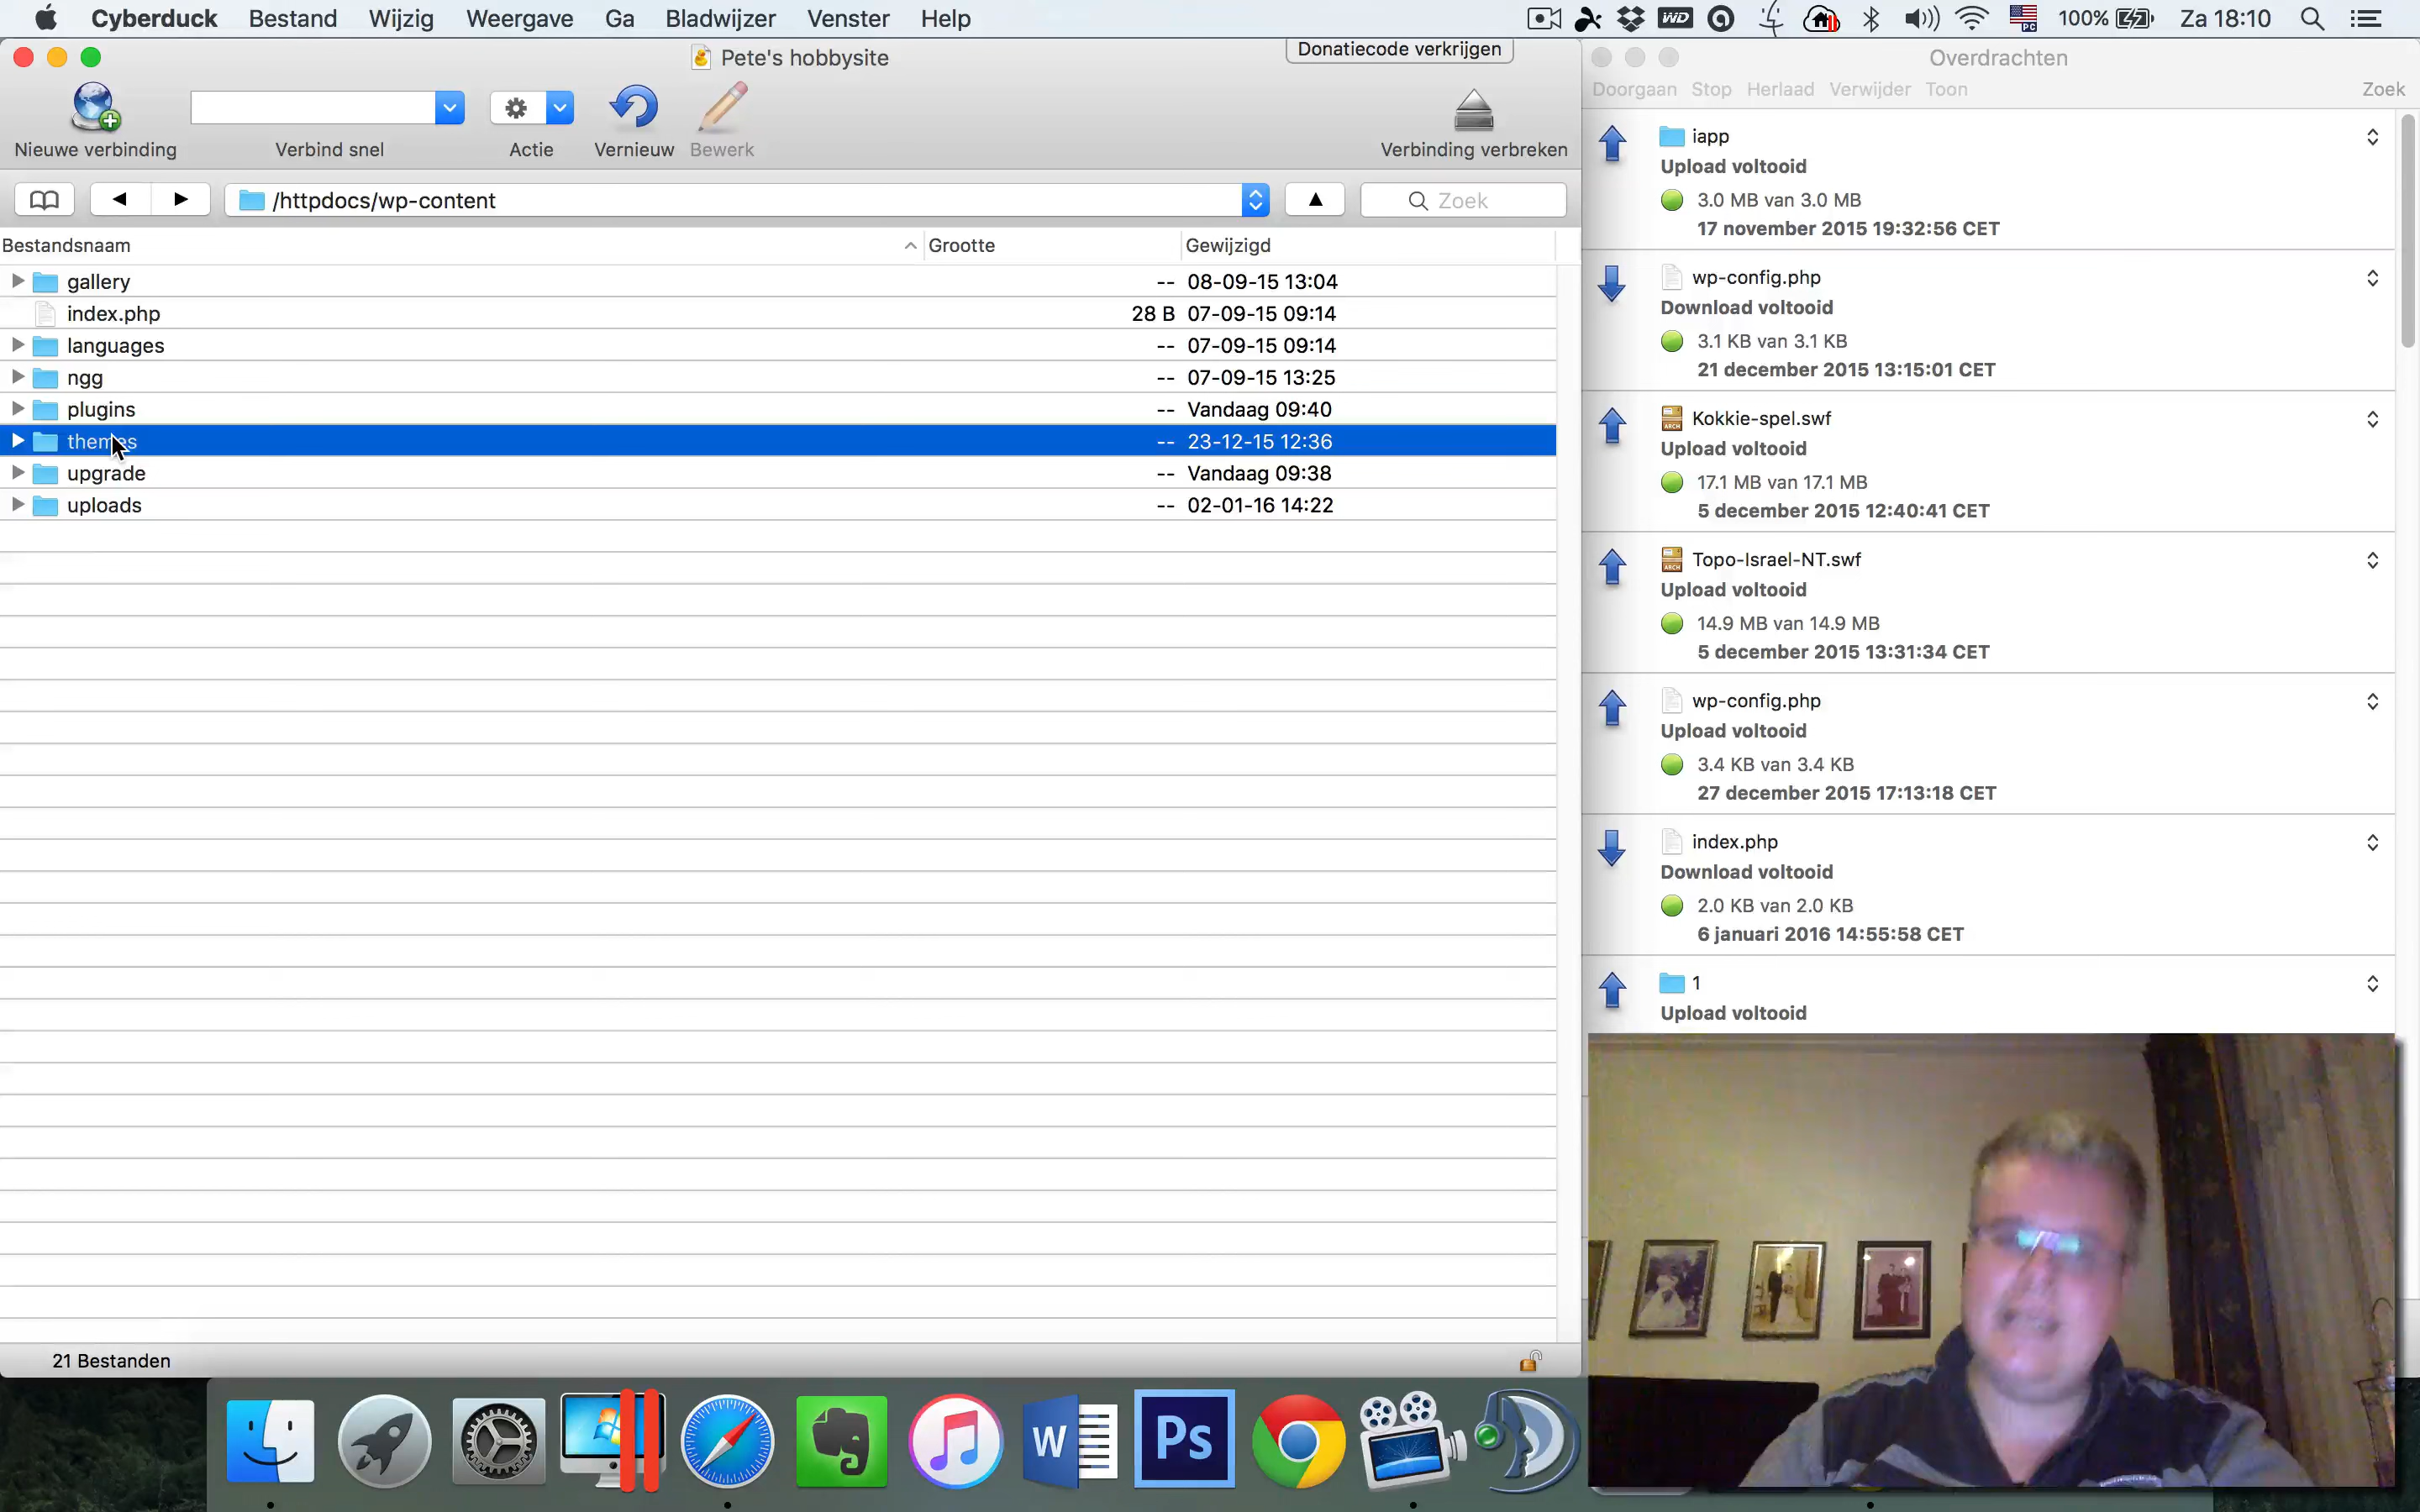 Cyberduck Bestand Wijzig Weergave Ga Bladwijzer Venster Help
100% Za 18:10
Pete's hobbysite
Donatiecode verkrijgen
Nieuwe verbinding
Verbind snel
Actie
Vernieuw
Bewerk
Verbinding verbreken
/httpdocs/wp-content
Zoek
Bestandsnaam Grootte Gewijzigd
gallery -- 08-09-15 13:04
index.php 28 B 07-09-15 09:14
languages -- 07-09-15 09:14
ngg -- 07-09-15 13:25
plugins -- Vandaag 09:40
themes -- 23-12-15 12:36
upgrade -- Vandaag 09:38
uploads -- 02-01-16 14:22
21 Bestanden
Overdrachten
Doorgaan Stop Herlaad Verwijder Toon Zoek
iapp
Upload voltooid
3.0 MB van 3.0 MB
17 november 2015 19:32:56 CET
wp-config.php
Download voltooid
3.1 KB van 3.1 KB
21 december 2015 13:15:01 CET
Kokkie-spel.swf
Upload voltooid
17.1 MB van 17.1 MB
5 december 2015 12:40:41 CET
Topo-Israel-NT.swf
Upload voltooid
14.9 MB van 14.9 MB
5 december 2015 13:31:34 CET
wp-config.php
Upload voltooid
3.4 KB van 3.4 KB
27 december 2015 17:13:18 CET
index.php
Download voltooid
2.0 KB van 2.0 KB
6 januari 2016 14:55:58 CET
1
Upload voltooid
W
Ps